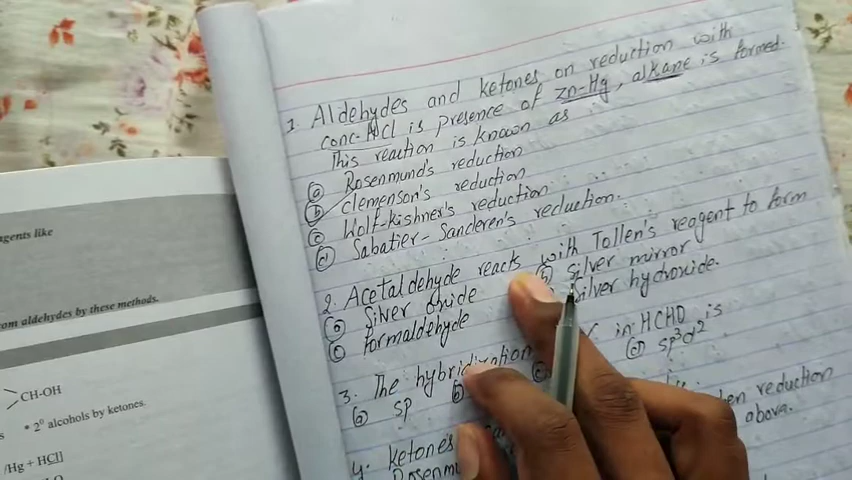 1. Aldehydes and ketones on reduction with
conc-HCl is presence of Zn-Hg, alkane is formed.
This reaction is known as
(a) Rosenmund's reduction
(b) Clemenson's reduction
(c) Wolf-kishner's reduction
(d) Sabatier-Sanderen's reduction.
2. Acetaldehyde reacts with Tollen's reagent to form
(a) Silver oxide (b) Silver mirror
(c) formaldehyde Silver hydroxide.
3. The hybridization in HCHO is
(a) sp (b) (c) (d) sp3d2
4. ketones reduction
Rosenm above.
agents like
om aldehydes by these methods.
CH-OH
• 2⁰ alcohols by ketones.
/Hg + HCl]